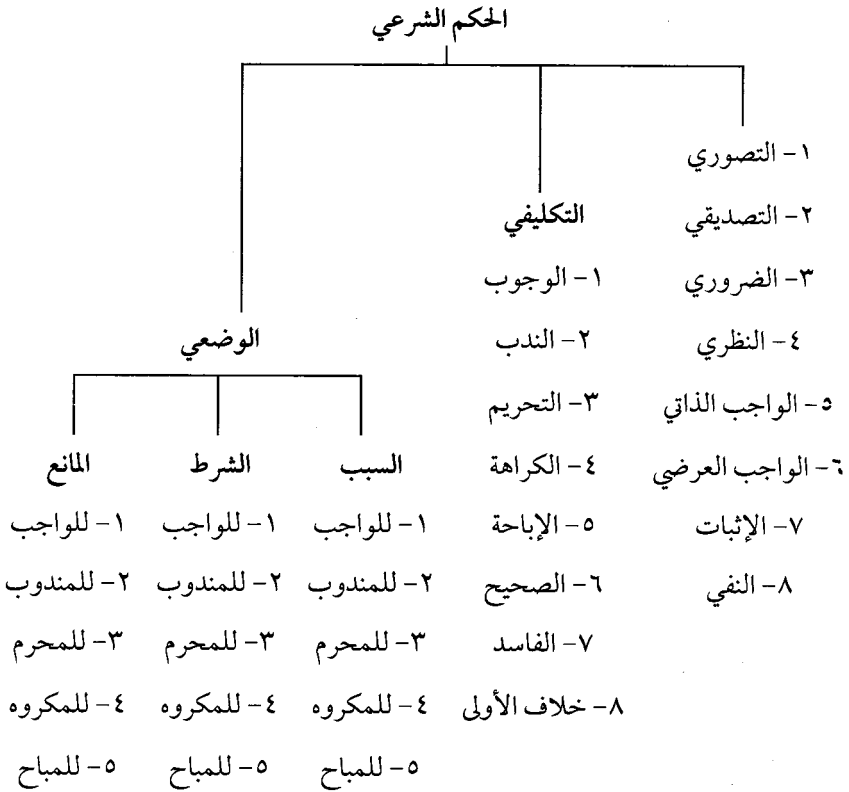 الحكم الشرعي
١- التصوري
٢- التصديقي
٣- الضروري
٤- النظري
٥- الواجب الذاتي
٦- الواجب العرضي
٧- الإثبات
٨- النفي
التكليفي
١- الوجوب
٢- الندب
٣- التحريم
٤- الكراهة
٥- الإباحة
٦- الصحيح
٧- الفاسد
٨- خلاف الأولى
الوضعي
السبب
١- للواجب
٢- للمندوب
٣- للمحرم
٤- للمكروه
٥- للمباح
الشرط
١- للواجب
٢- للمندوب
٣- للمحرم
٤- للمكروه
٥- للمباح
المانع
١- للواجب
٢- للمندوب
٣- للمحرم
٤- للمكروه
٥- للمباح